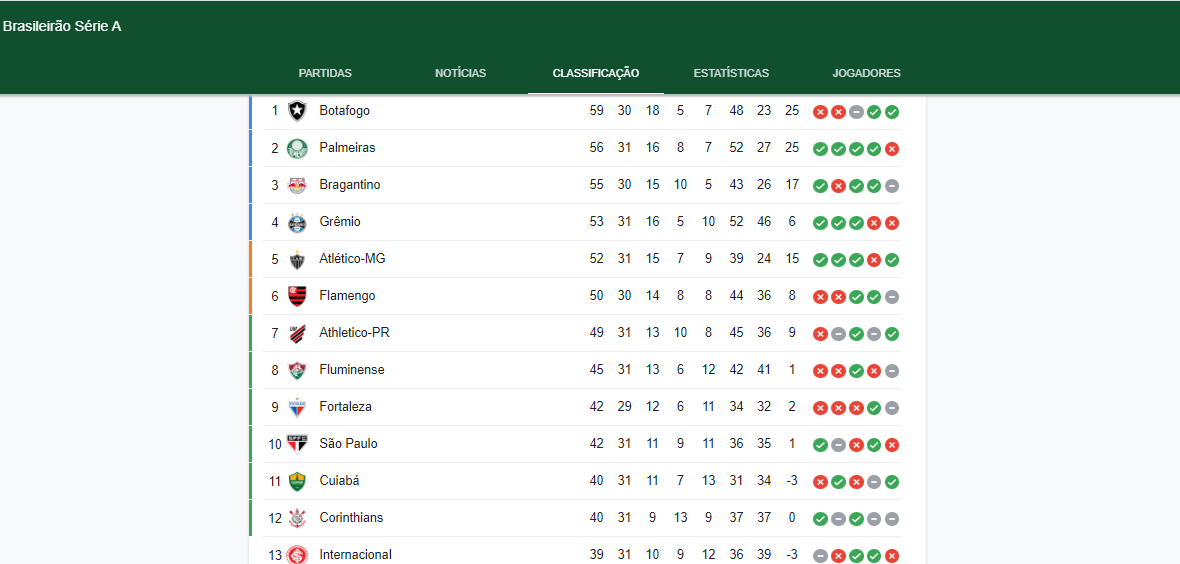 Brasileirão Série A
PARTIDAS NOTÍCIAS CLASSIFICAÇÃO ESTATÍSTICAS JOGADORES
1 Botafogo 59 30 18 5 7 48 23 25
2 Palmeiras 56 31 16 8 7 52 27 25
3 Bragantino 55 30 15 10 5 43 26 17
4 Grêmio 53 31 16 5 10 52 46 6
5 Atlético-MG 52 31 15 7 9 39 24 15
6 Flamengo 50 30 14 8 8 44 36 8
7 Athletico-PR 49 31 13 10 8 45 36 9
8 Fluminense 45 31 13 6 12 42 41 1
9 Fortaleza 42 29 12 6 11 34 32 2
10 São Paulo 42 31 11 9 11 36 35 1
11 Cuiabá 40 31 11 7 13 31 34 -3
12 Corinthians 40 31 9 13 9 37 37 0
13 Internacional 39 31 10 9 12 36 39 -3